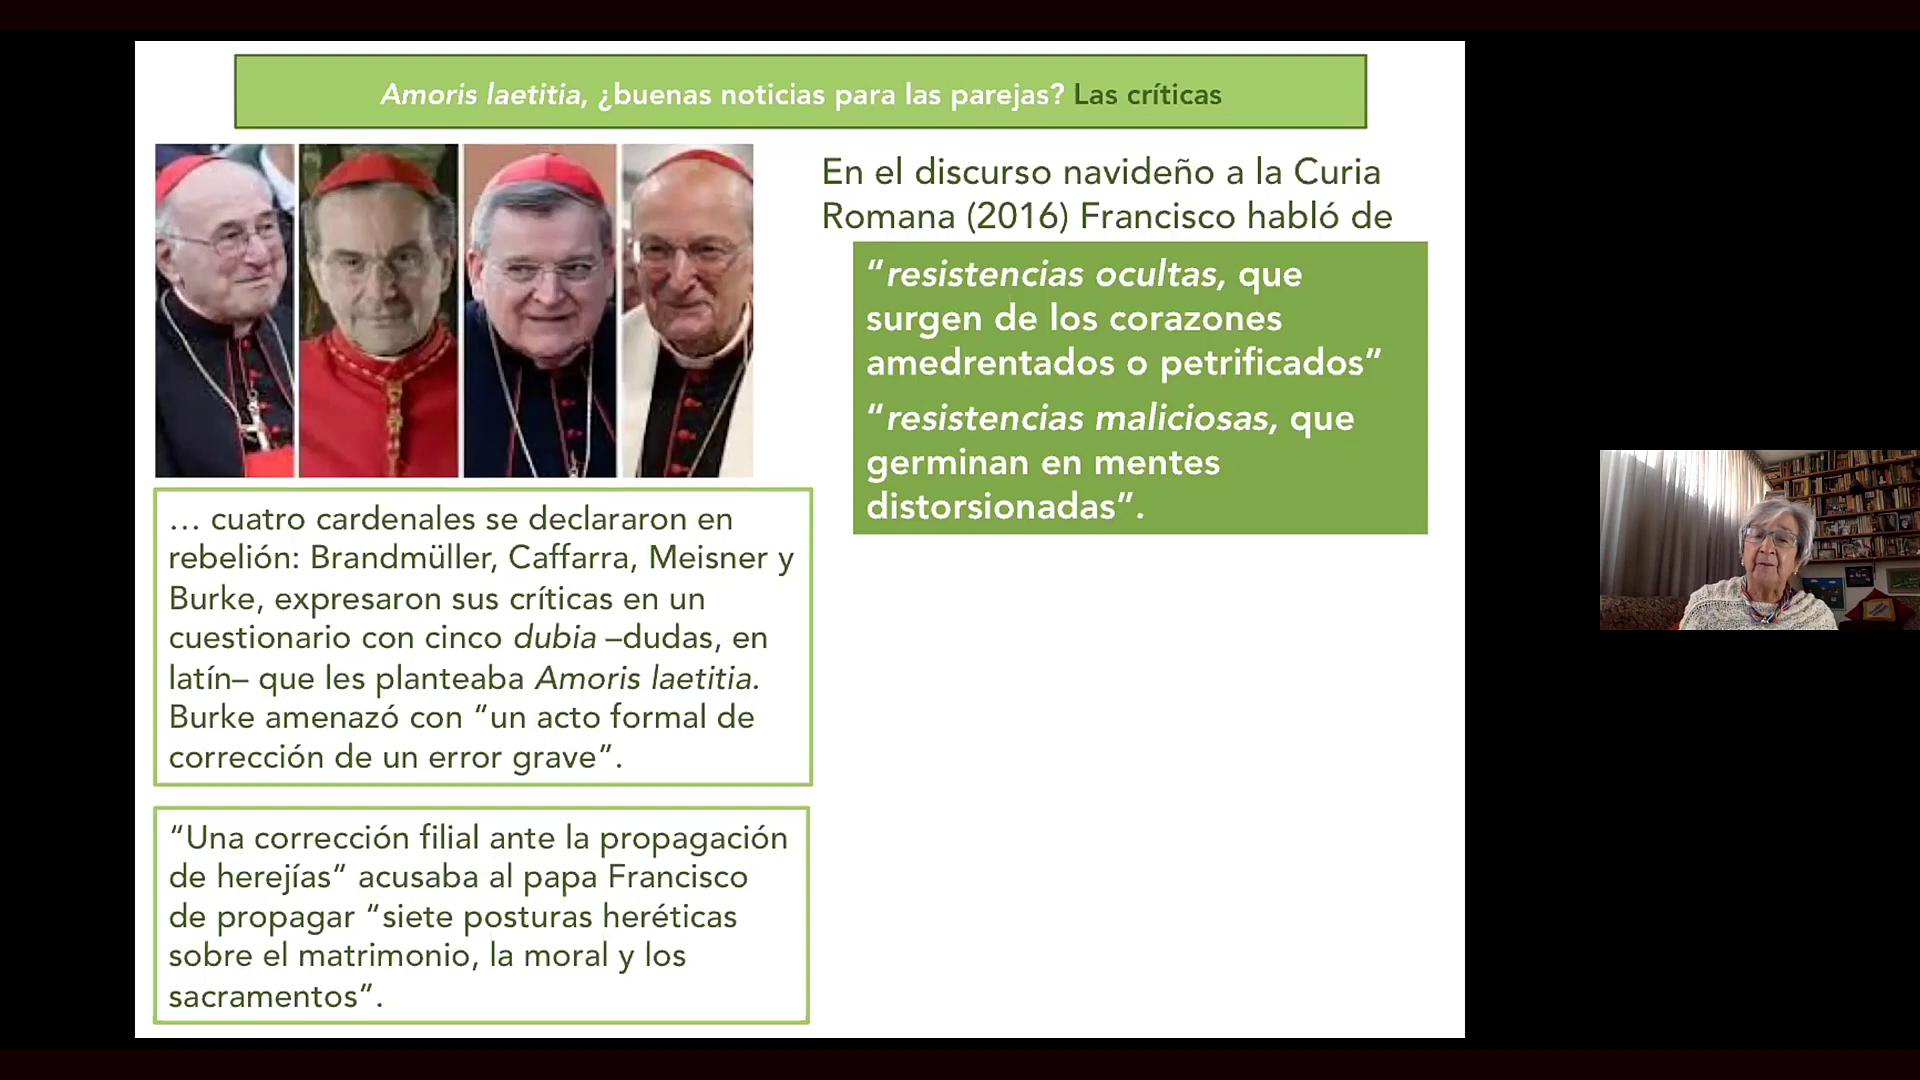 Amoris laetitia, ¿buenas noticias para las parejas? Las críticas
… cuatro cardenales se declararon en
rebelión: Brandmüller, Caffarra, Meisner y
Burke, expresaron sus críticas en un
cuestionario con cinco dubia –dudas, en
latín– que les planteaba Amoris laetitia.
Burke amenazó con “un acto formal de
corrección de un error grave”.
“Una corrección filial ante la propagación
de herejías” acusaba al papa Francisco
de propagar “siete posturas heréticas
sobre el matrimonio, la moral y los
sacramentos”.
En el discurso navideño a la Curia
Romana (2016) Francisco habló de
“resistencias ocultas, que
surgen de los corazones
amedrentados o petrificados”
“resistencias maliciosas, que
germinan en mentes
distorsionadas”.